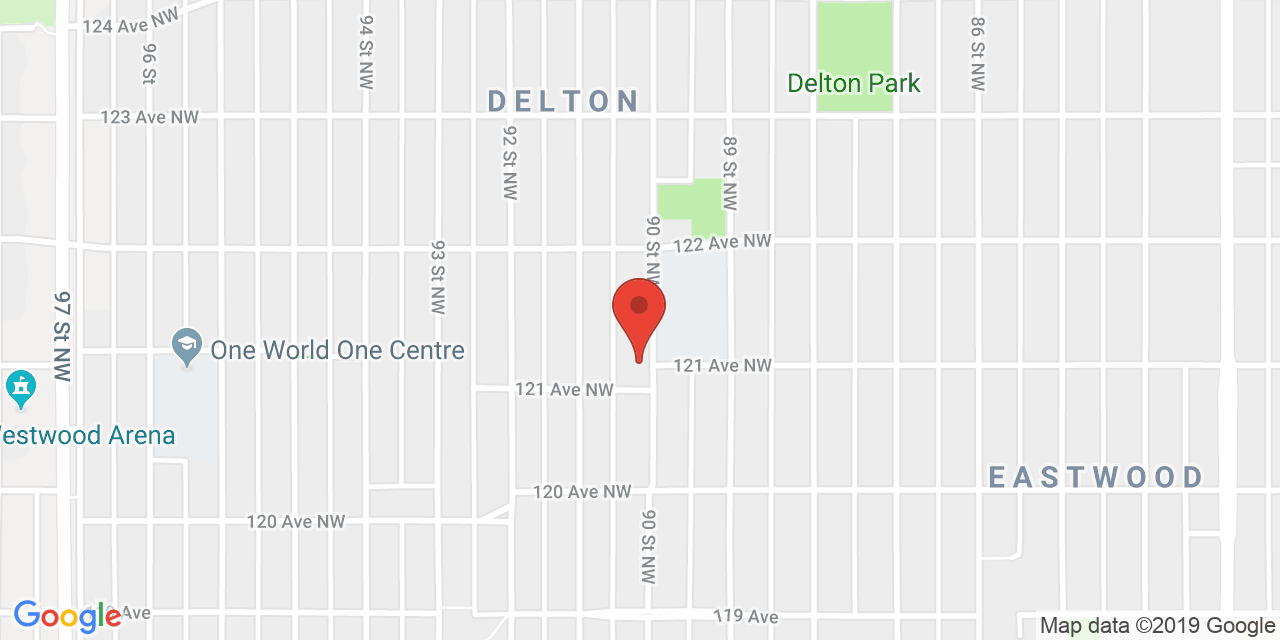 124 Ave NW
96 St
94 St NW
86 St NW
Delton Park
DELTON
123 Ave NW
92 St NW
89 St NW
90 St NW
122 Ave NW
93 St NW
97 St NW
One World One Centre
121 Ave NW
121 Ave NW
Westwood Arena
EASTWOOD
120 Ave NW
120 Ave NW
90 St NW
Google
Ave
119 Ave
Map data ©2019 Google